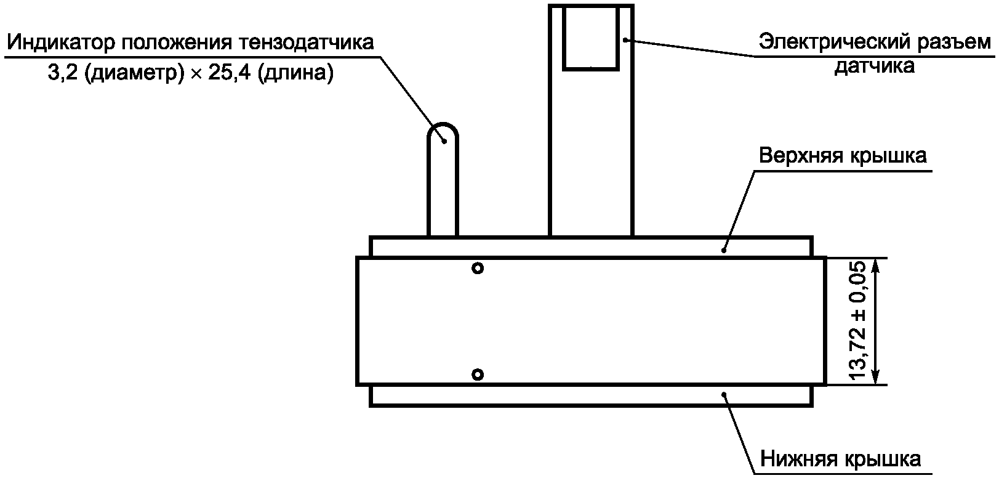 Индикатор положения тензодатчика
3,2 (диаметр) × 25,4 (длина)
Электрический разъем
датчика
Верхняя крышка
13,72 ± 0,05
Нижняя крышка